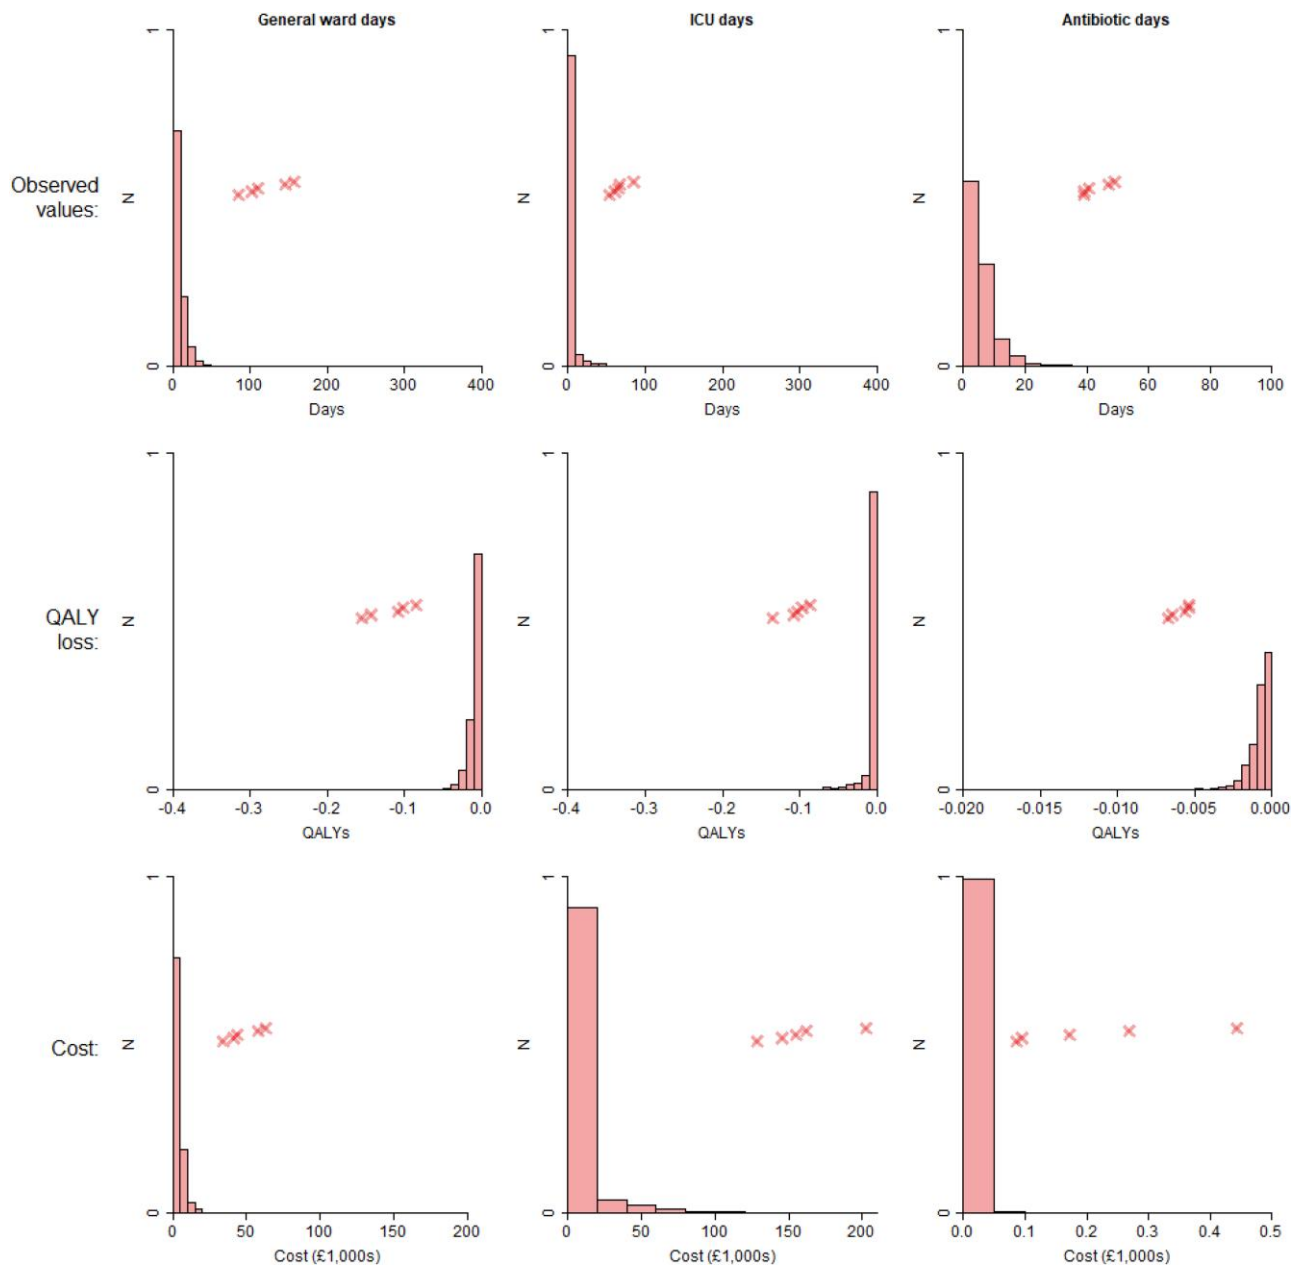 General ward days
ICU days
Antibiotic days
Observed
values:
N
0
1
0
100
200
300
400
Days
N
0
1
0
100
200
300
400
Days
N
0
1
0
20
40
60
80
100
Days
QALY
loss:
N
0
1
-0.4
-0.3
-0.2
-0.1
0.0
QALYs
N
0
1
-0.4
-0.3
-0.2
-0.1
0.0
QALYs
N
0
1
-0.020
-0.015
-0.010
-0.005
0.000
QALYs
Cost:
N
0
1
0
50
100
150
200
Cost (£1,000s)
N
0
1
0
50
100
150
200
Cost (£1,000s)
N
0
1
0.0
0.1
0.2
0.3
0.4
0.5
Cost (£1,000s)